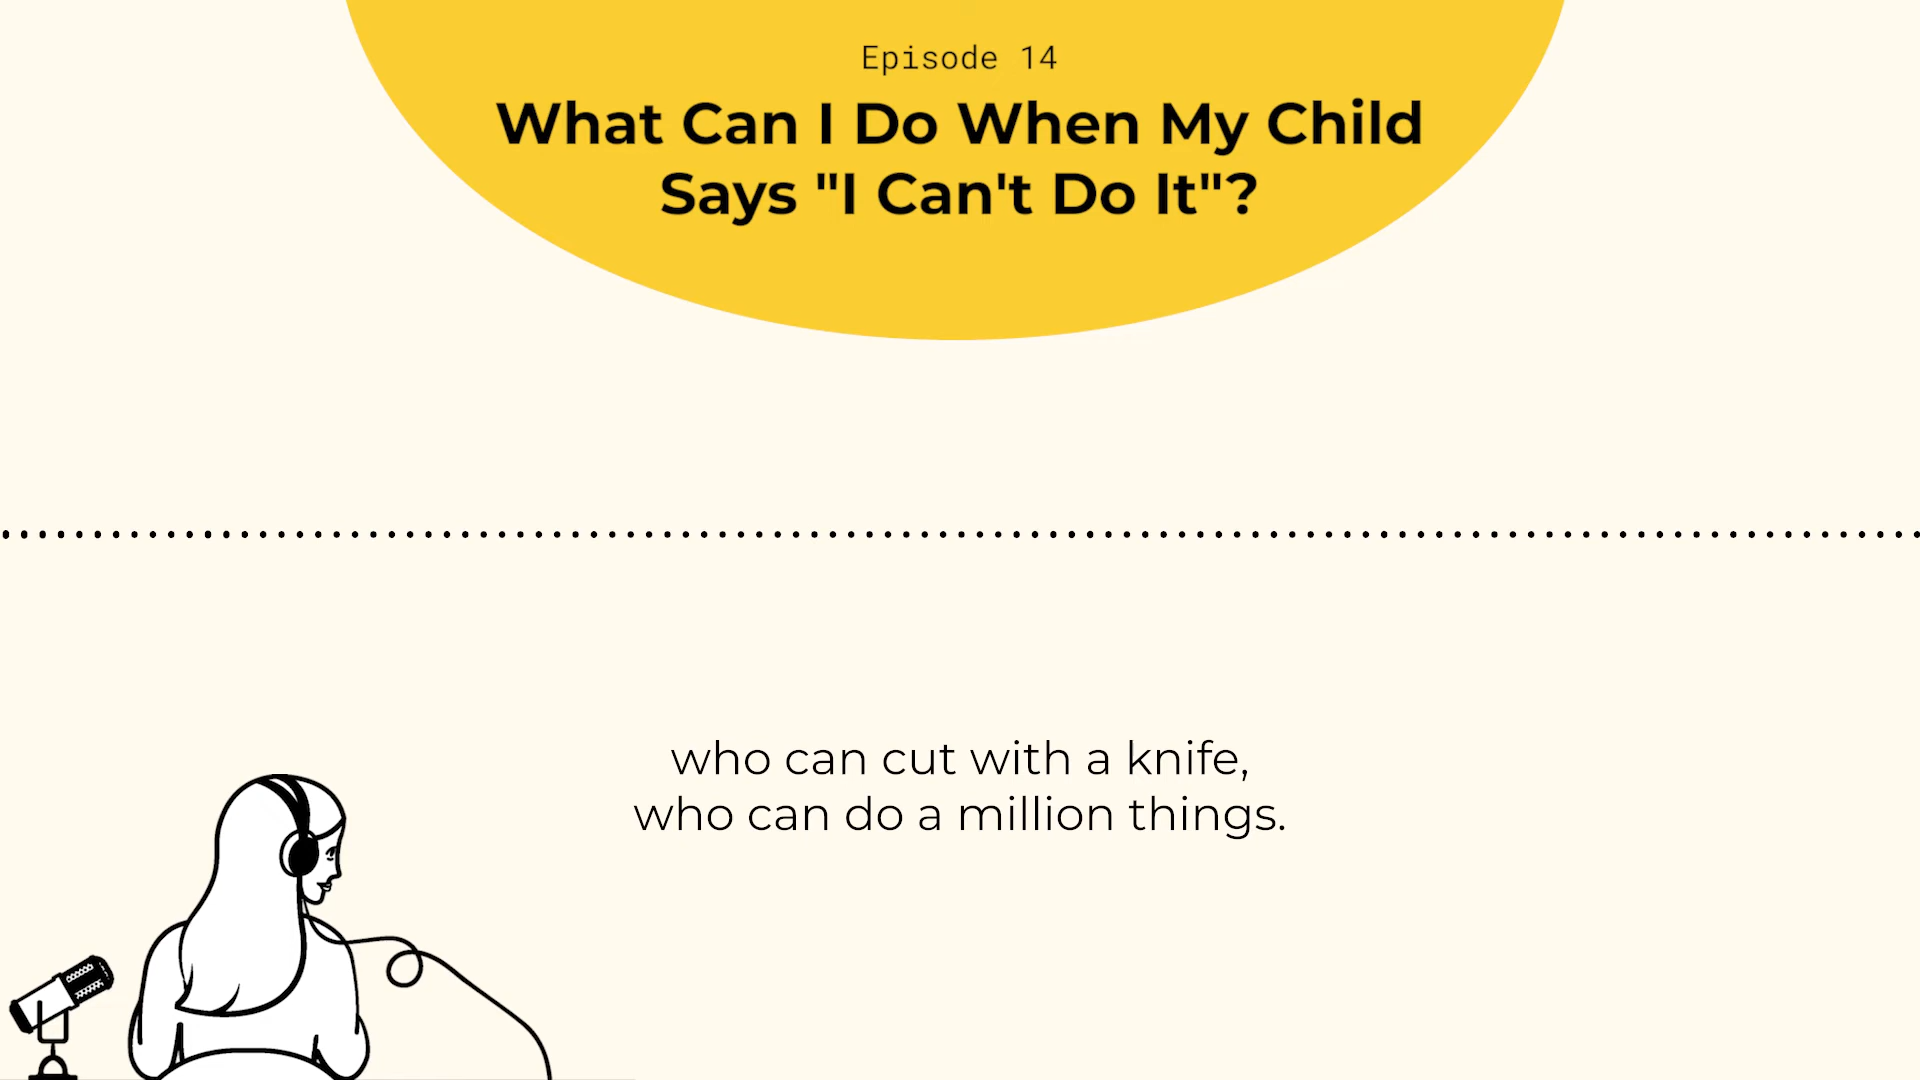 Episode 14
What Can I Do When My Child
Says "I Can't Do It"?
who can cut with a knife,
who can do a million things.